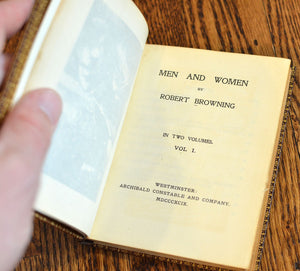 MEN AND WOMEN
BY
ROBERT BROWNING
IN TWO VOLUMES.
VOL I.
WESTMINSTER:
ARCHIBALD CONSTABLE AND COMPANY.
MDCCCXCIX.